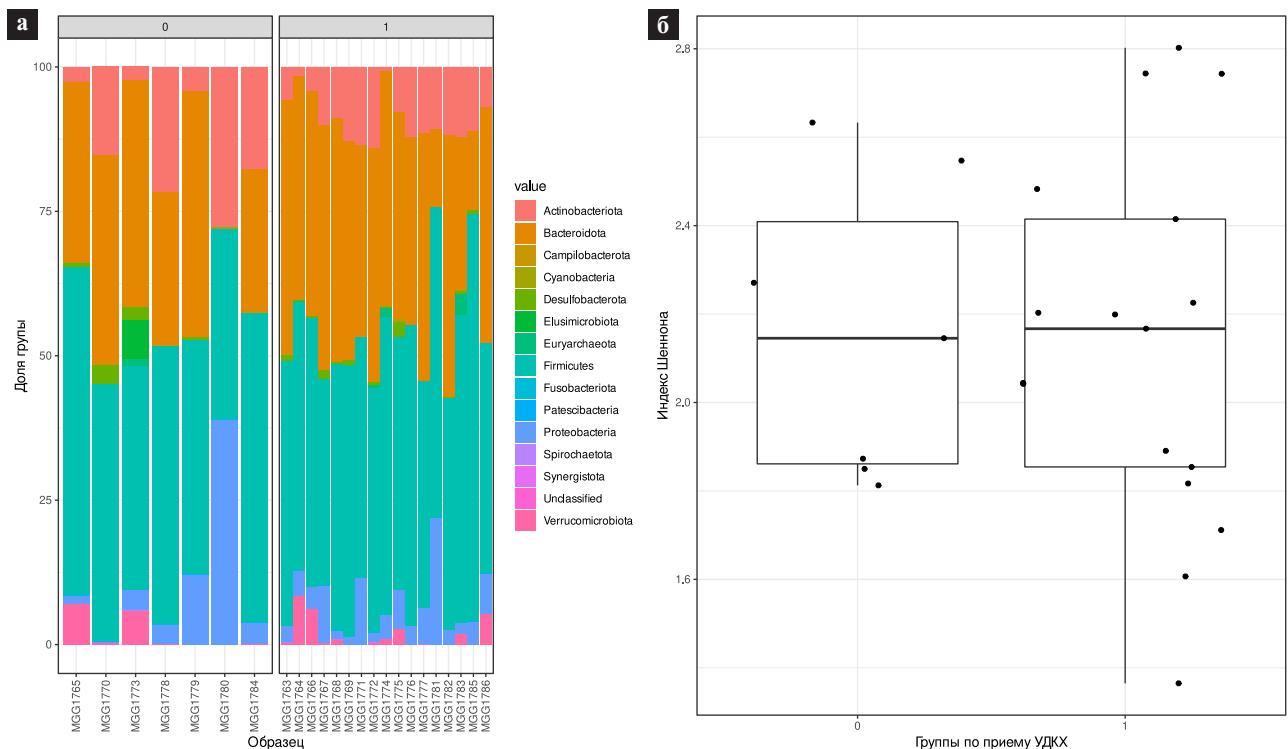 а
0
1
100
75
50
25
0
Доля групы
MGG1765
MGG1770
MGG1773
MGG1778
MGG1779
MGG1780
MGG1784
MGG1763
MGG1764
MGG1766
MGG1767
MGG1768
MGG1769
MGG1771
MGG1772
MGG1774
MGG1775
MGG1776
MGG1777
MGG1781
MGG1782
MGG1783
MGG1785
MGG1786
Образец
value
Actinobacteriota
Bacteroidota
Campilobacterota
Cyanobacteria
Desulfobacterota
Elusimicrobiota
Euryarchaeota
Firmicutes
Fusobacteriota
Patescibacteria
Proteobacteria
Spirochaetota
Synergistota
Unclassified
Verrucomicrobiota
б
2.8
2.4
2.0
1.6
Индекс Шеннона
0
1
Группы по приему УДКХ